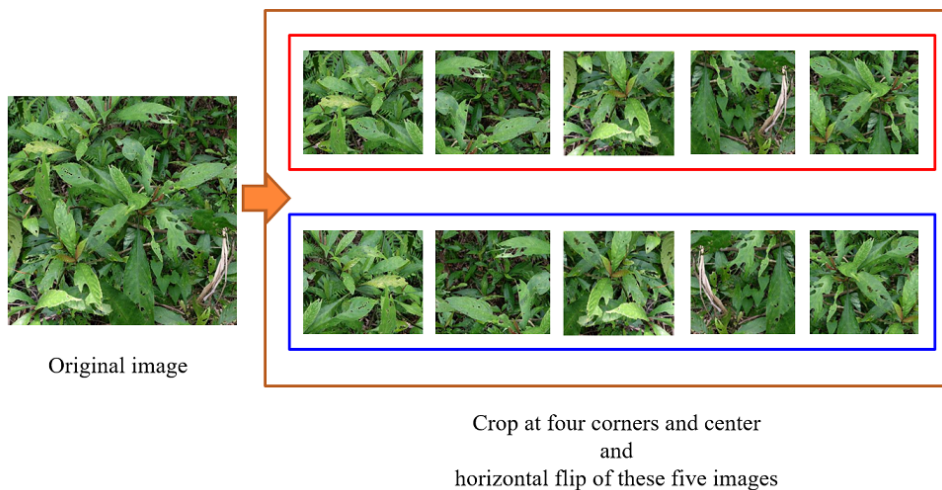 Original image
Crop at four corners and center
and
horizontal flip of these five images